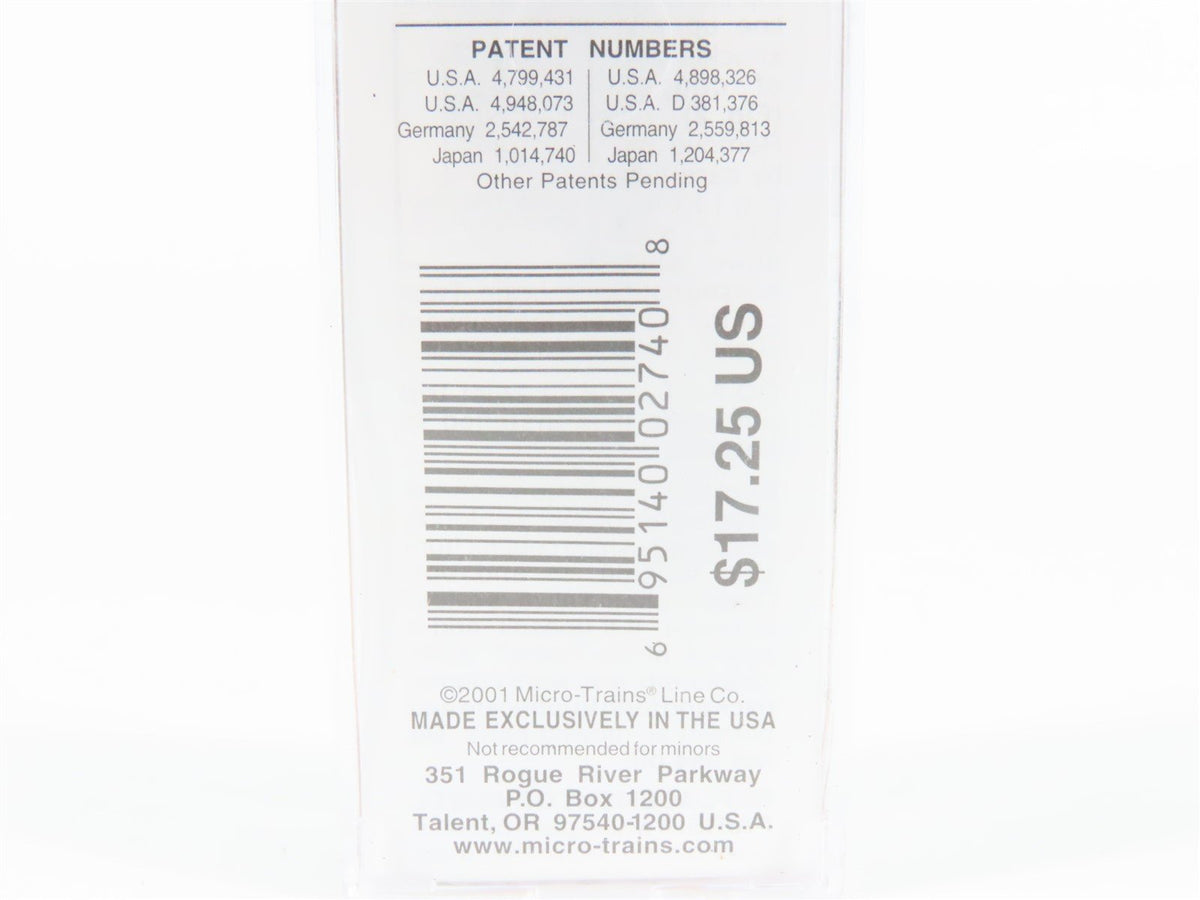 PATENT NUMBERS
U.S.A. 4,799,431 | U.S.A. 4,898,326
U.S.A. 4,948,073 | U.S.A. D 381,376
Germany 2,542,787 | Germany 2,559,813
Japan 1,014,740 | Japan 1,204,377
Other Patents Pending
6 95140 02740 8
$17.25 US
©2001 Micro-Trains® Line Co.
MADE EXCLUSIVELY IN THE USA
Not recommended for minors
351 Rogue River Parkway
P.O. Box 1200
Talent, OR 97540-1200 U.S.A.
www.micro-trains.com